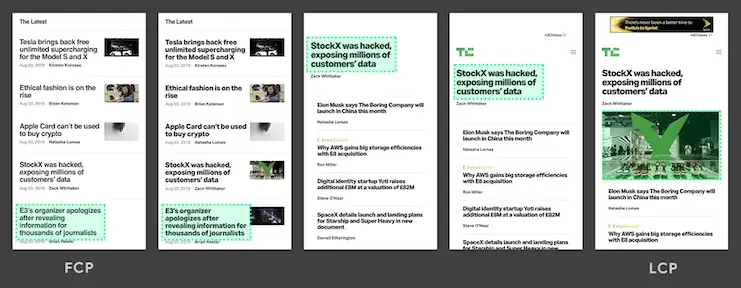 The Latest
Tesla brings back free
unlimited supercharging
for the Model S and X
Aug 03, 2019 Kirsten Korosec
Ethical fashion is on the
rise
Aug 03, 2019 Brian Kateman
Apple Card can't be used
to buy crypto
Aug 03, 2019 Natasha Lomas
StockX was hacked,
exposing millions of
customers' data
Aug 03, 2019 Zack Whittaker
E3's organizer apologizes
after revealing
information for
thousands of journalists
Aug 03, 2019 Brian Heater
FCP
The Latest
Tesla brings back free
unlimited supercharging
for the Model S and X
Aug 03, 2019 Kirsten Korosec
Ethical fashion is on the
rise
Aug 03, 2019 Brian Kateman
Apple Card can't be used
to buy crypto
Aug 03, 2019 Natasha Lomas
StockX was hacked,
exposing millions of
customers' data
Aug 03, 2019 Zack Whittaker
E3's organizer
apologizes after
revealing information for
thousands of journalists
Aug 03, 2019 Brian Heater
StockX was hacked,
exposing millions of
customers' data
Zack Whittaker
Elon Musk says The Boring Company will
launch in China this month
Natasha Lomas
Extra Crunch
Why AWS gains big storage efficiencies
with E8 acquisition
Ron Miller
Digital identity startup Yoti raises
additional £8M at a valuation of £82M
Steve O'Hear
SpaceX details launch and landing plans
for Starship and Super Heavy in new
document
Darrell Etherington
AdChoices
TC
StockX was hacked,
exposing millions of
customers' data
Zack Whittaker
Elon Musk says The Boring Company will
launch in China this month
Natasha Lomas
Extra Crunch
Why AWS gains big storage efficiencies
with E8 acquisition
Ron Miller
Digital identity startup Yoti raises
additional £8M at a valuation of £82M
Steve O'Hear
SpaceX details launch and landing plans
for Starship and Super Heavy in new
There's never been a better time to
Switch to Sprint
AdChoices
TC
StockX was hacked,
exposing millions of
customers' data
Zack Whittaker
Elon Musk says The Boring Company will
launch in China this month
Natasha Lomas
Extra Crunch
Why AWS gains big storage efficiencies
with E8 acquisition
LCP